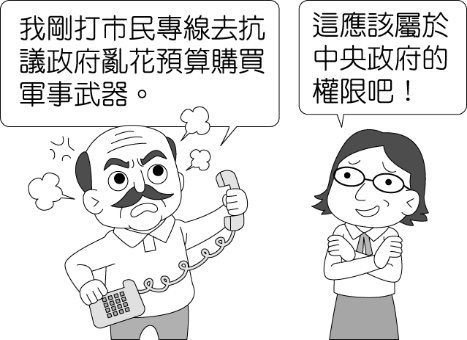 我剛打市民專線去抗
議政府亂花預算購買
軍事武器。
這應該屬於
中央政府的
權限吧！